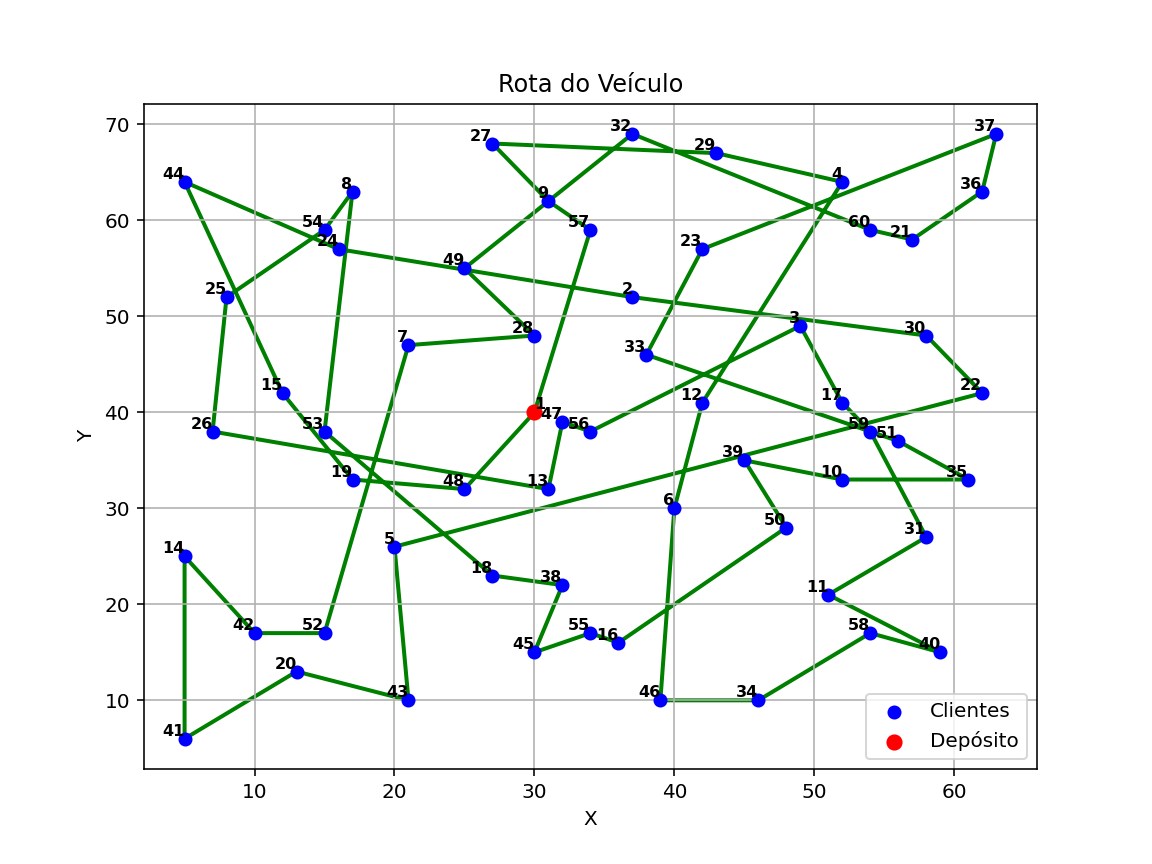 Rota do Veículo
70
60
50
40
30
20
10
Y
10 20 30 40 50 60
X
27 32 29 37
44 8 4 36
9
54 24 57 60 21
23
49
25 2
28 3 30
7 33
15 12 17 22
1
26 53 47 56 59 51
39
19 48 13 10 35
6
50
5 31
14 18 38
11
42 52 45 55 16 58 40
20
43 46 34
41
Clientes
Depósito